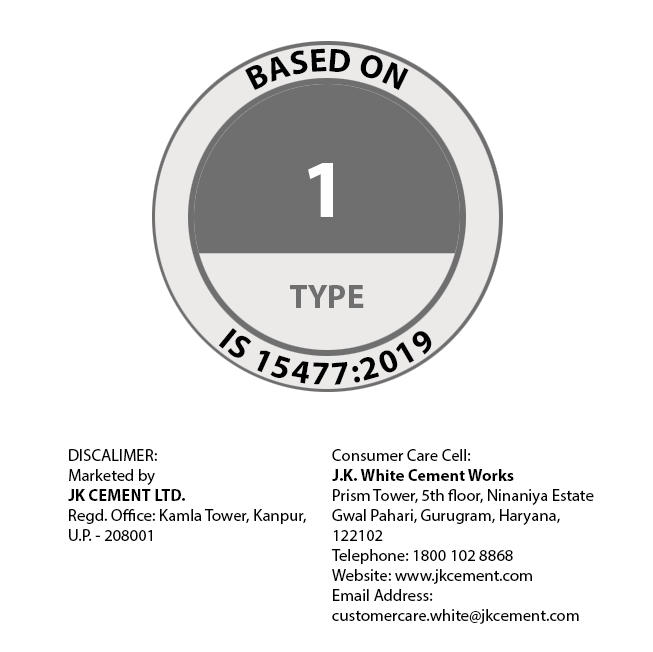 BASED ON
1
TYPE
IS 15477:2019
DISCALIMER:
Marketed by
JK CEMENT LTD.
Regd. Office: Kamla Tower, Kanpur,
U.P. - 208001
Consumer Care Cell:
J.K. White Cement Works
Prism Tower, 5th floor, Ninaniya Estate
Gwal Pahari, Gurugram, Haryana,
122102
Telephone: 1800 102 8868
Website: www.jkcement.com
Email Address:
customercare.white@jkcement.com